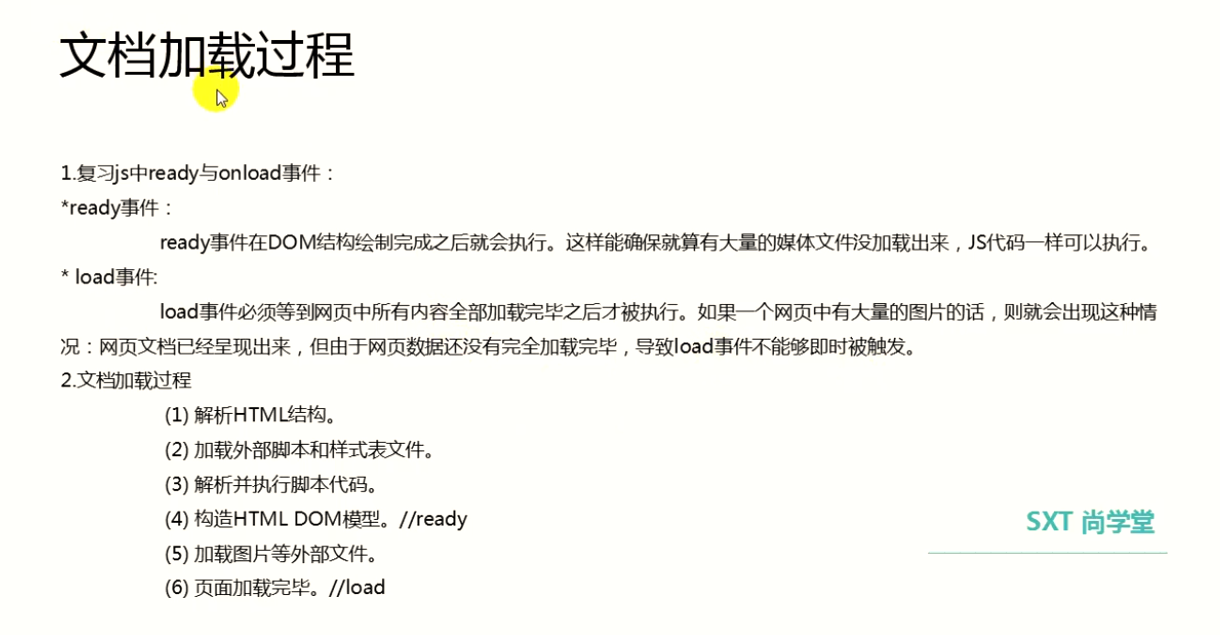 文档加载过程
1.复习js中ready与onload事件：
*ready事件：
ready事件在DOM结构绘制完成之后就会执行。这样能确保就算有大量的媒体文件没加载出来，JS代码一样可以执行。
* load事件:
load事件必须等到网页中所有内容全部加载完毕之后才被执行。如果一个网页中有大量的图片的话，则就会出现这种情
况：网页文档已经呈现出来，但由于网页数据还没有完全加载完毕，导致load事件不能够即时被触发。
2.文档加载过程
(1) 解析HTML结构。
(2) 加载外部脚本和样式表文件。
(3) 解析并执行脚本代码。
(4) 构造HTML DOM模型。//ready
(5) 加载图片等外部文件。
(6) 页面加载完毕。//load
SXT 尚学堂